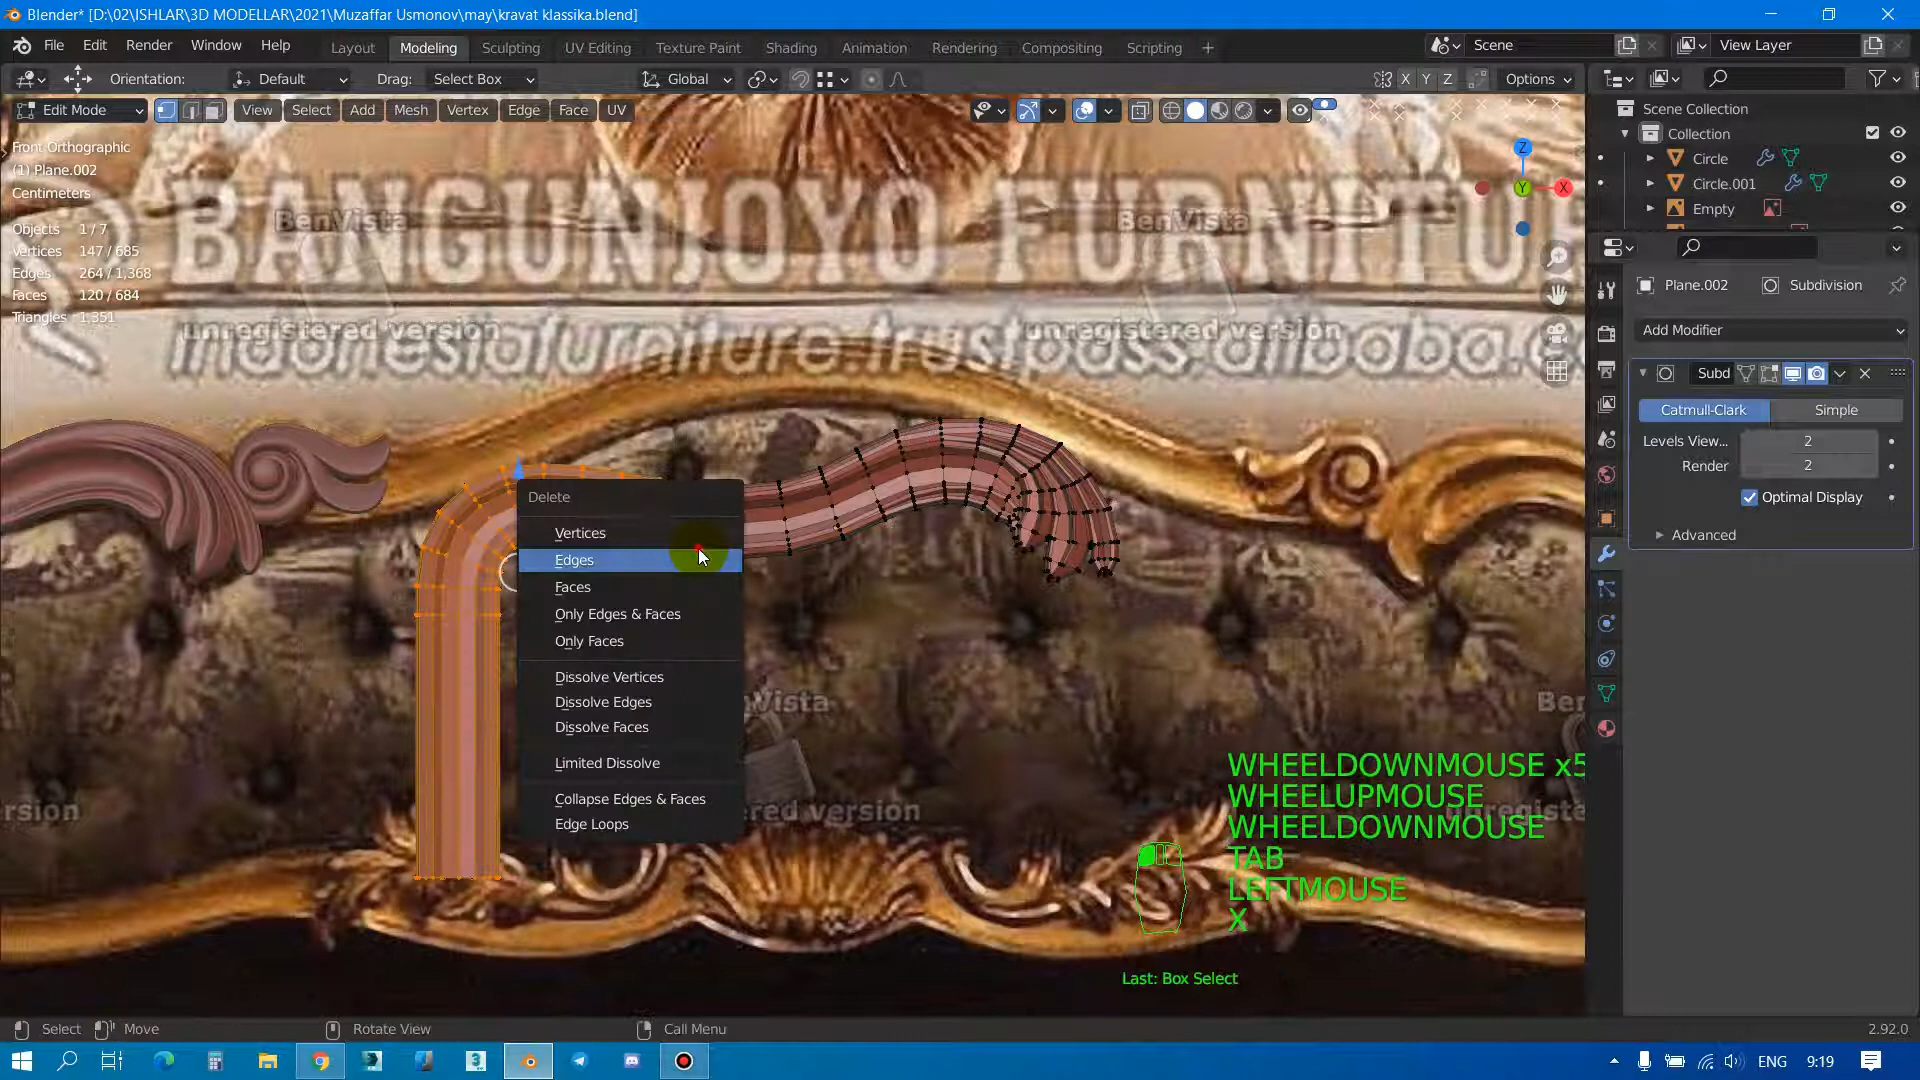 Blender* [D:\02\ISHLAR\3D MODELLAR\2021\Muzaffar Usmonov\may\kravat klassika.blend]
File Edit Render Window Help
Layout Modeling Sculpting UV Editing Texture Paint Shading Animation Rendering Compositing Scripting +
Scene
View Layer
Orientation: Default Drag: Select Box Global X Y Z Options
Edit Mode View Select Add Mesh Vertex Edge Face UV
Front Orthographic
(1) Plane.002
Centimeters
Objects 1 / 7
Vertices 147 / 685
Edges 264 / 1,368
Faces 120 / 684
Triangles 1,351
BANGUNJOYO FURNITU
BenVista
BenVista
unregistered version
unregistered version
Z
Y
X
Scene Collection
Collection
Circle
Circle.001
Empty
Plane.002 Subdivision
Add Modifier
Subd
Catmull-Clark Simple
Levels View... 2
Render 2
Optimal Display
Advanced
Delete
Vertices
Edges
Faces
Only Edges & Faces
Only Faces
Dissolve Vertices
Dissolve Edges
Dissolve Faces
Limited Dissolve
Collapse Edges & Faces
Edge Loops
WHEELDOWNMOUSE x5
WHEELUPMOUSE
WHEELDOWNMOUSE
TAB
LEFTMOUSE
X
Last: Box Select
Select Move Rotate View Call Menu 2.92.0
ENG 9:19